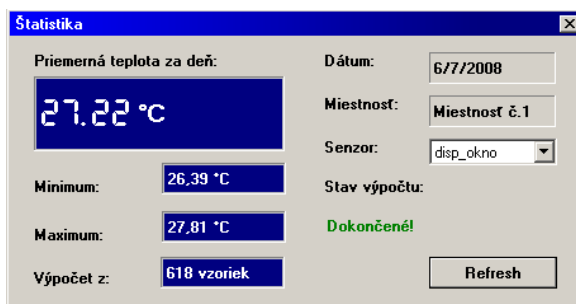 Štatistika
Priemerná teplota za deň:
27.22 °C
Minimum: 26,39 °C
Maximum: 27,81 °C
Výpočet z: 618 vzoriek
Dátum: 6/7/2008
Miestnosť: Miestnosť č.1
Senzor: disp_okno
Stav výpočtu:
Dokončené!
Refresh